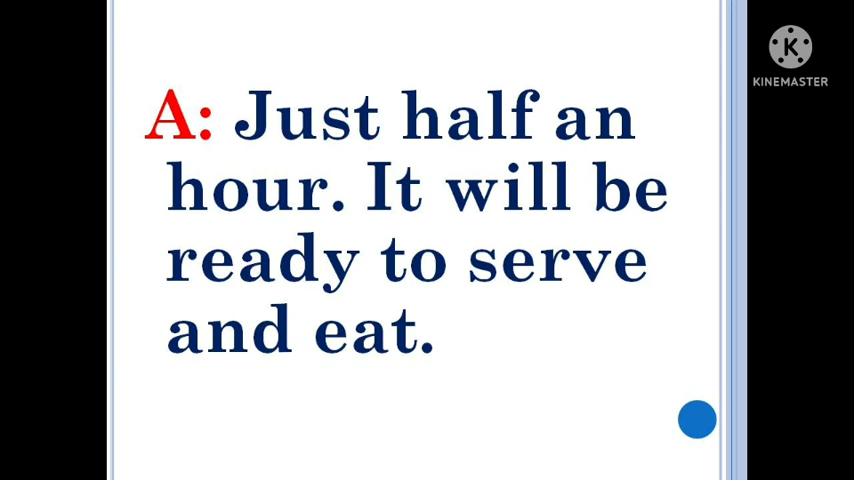 A: Just half an
hour. It will be
ready to serve
and eat.
K
KINEMASTER